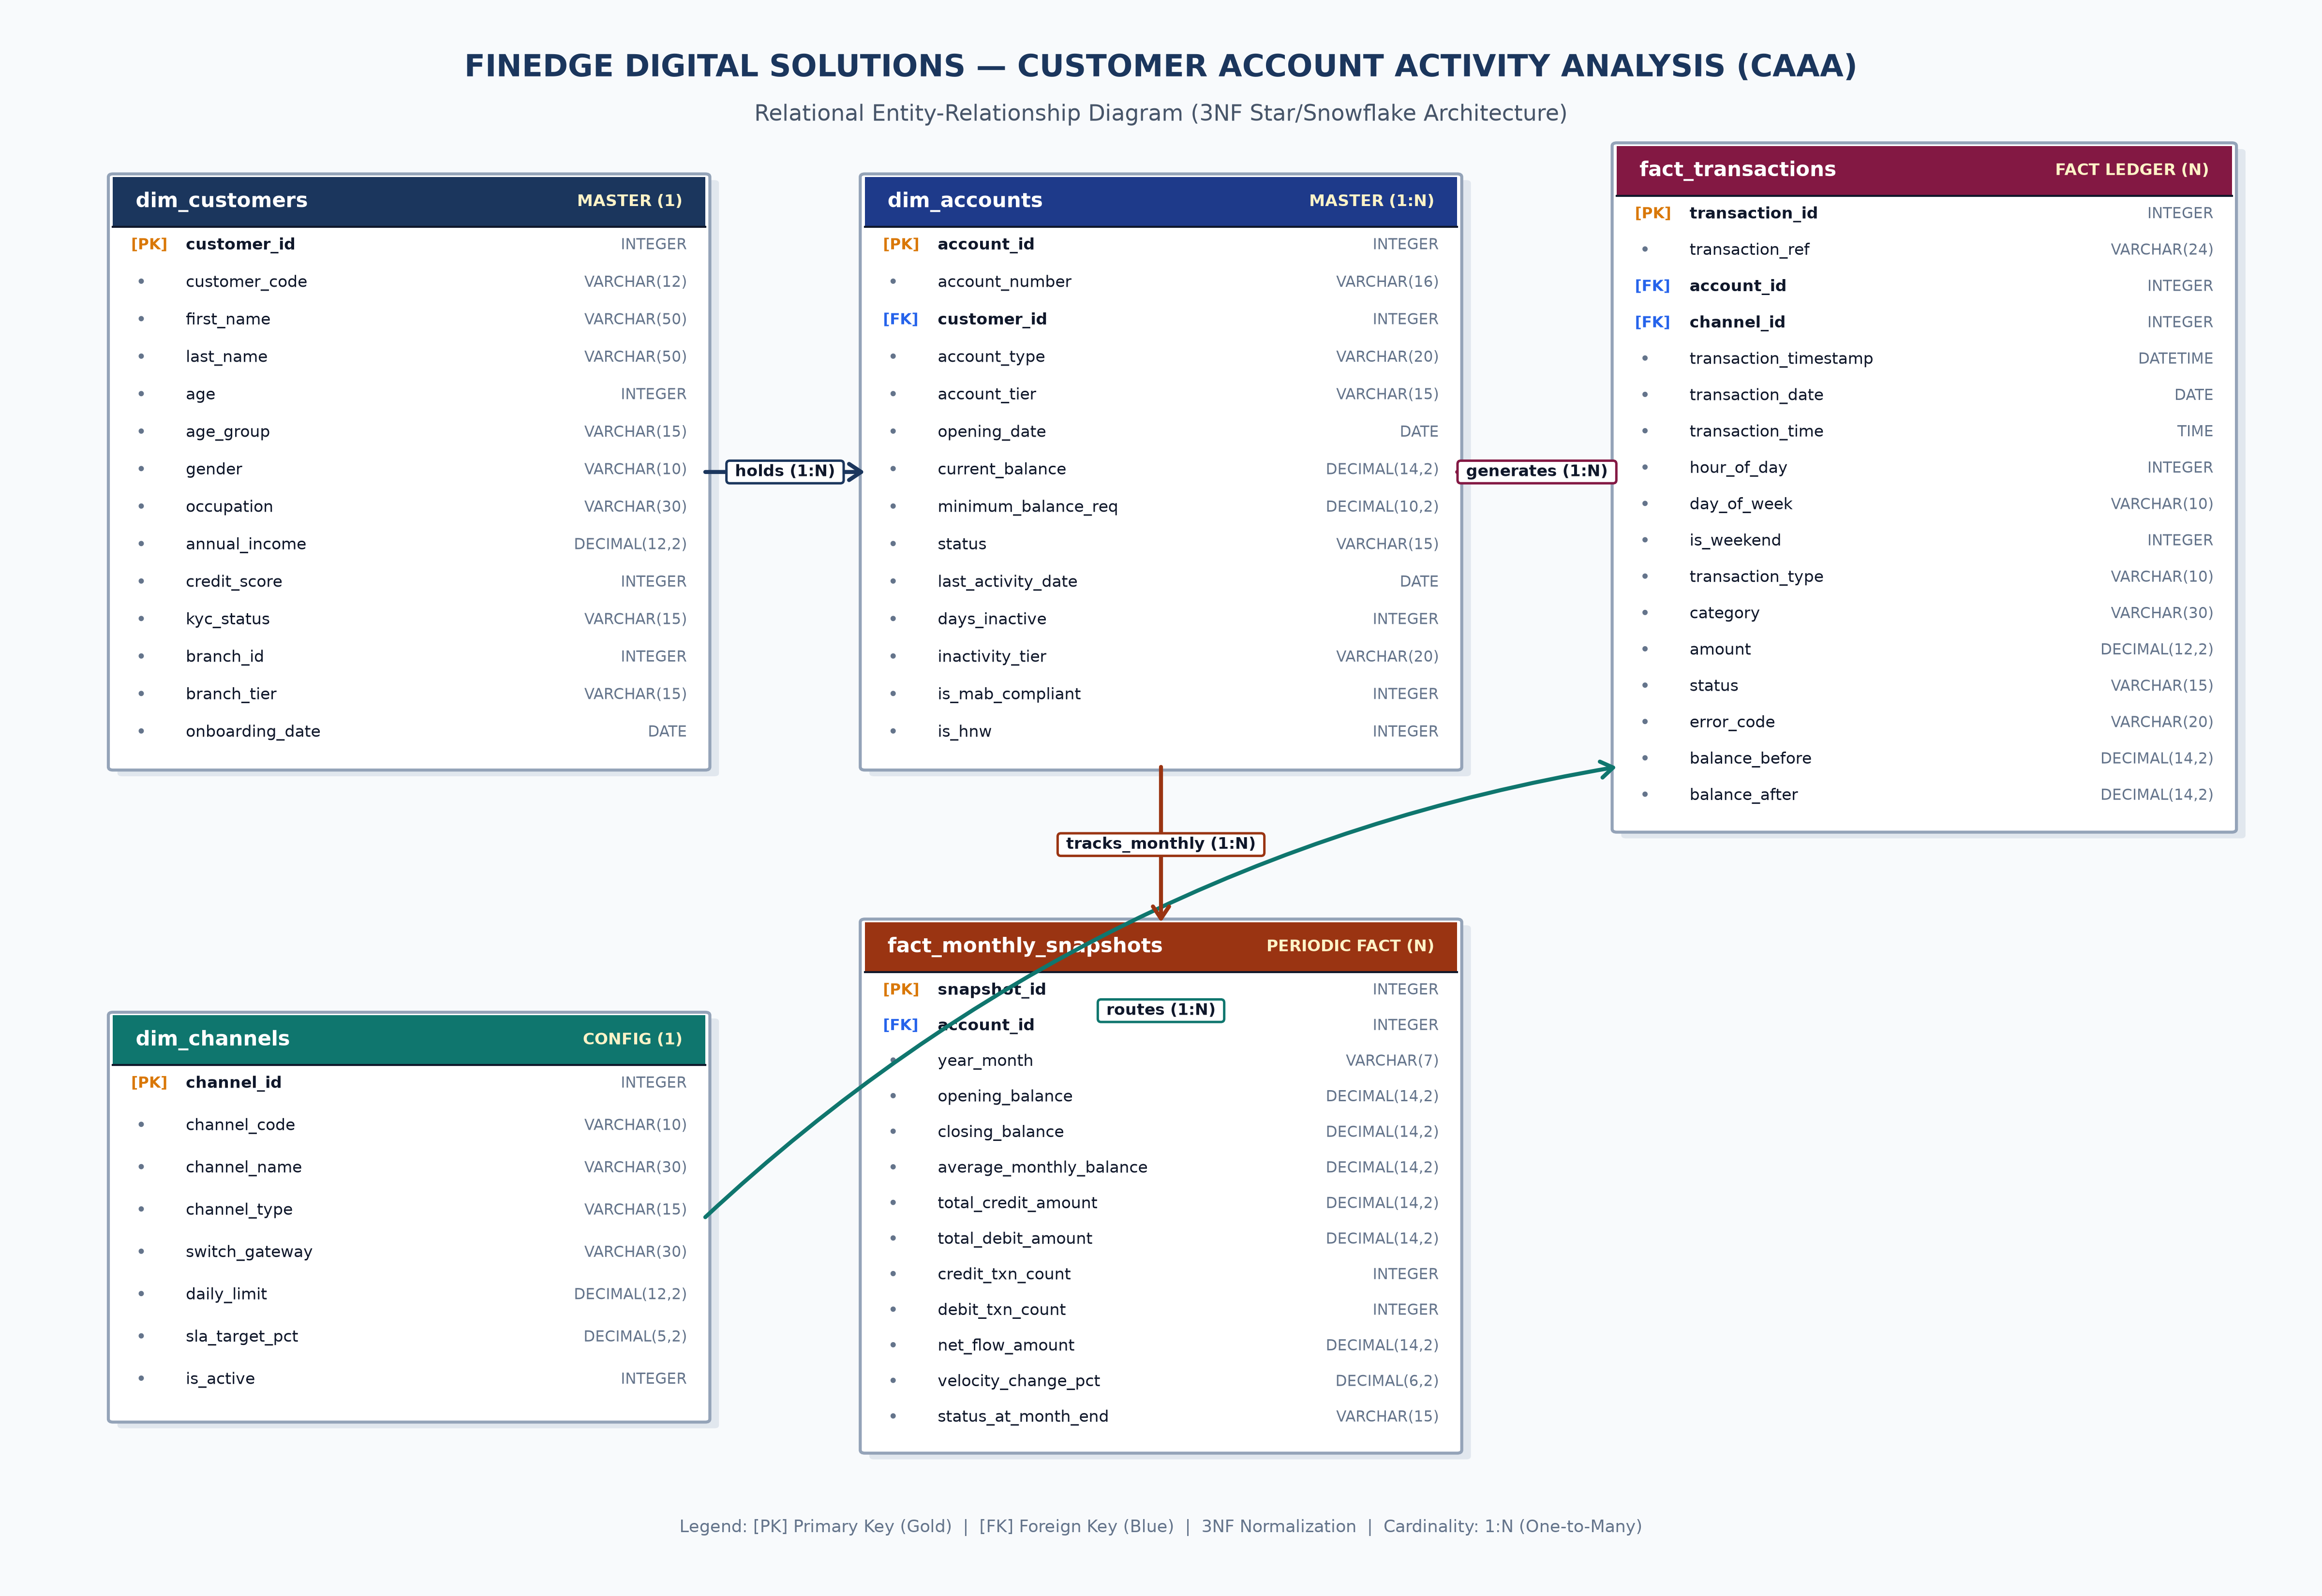 FINEDGE DIGITAL SOLUTIONS — CUSTOMER ACCOUNT ACTIVITY ANALYSIS (CAAA)
Relational Entity-Relationship Diagram (3NF Star/Snowflake Architecture)
dim_customers MASTER (1)
[PK] customer_id INTEGER
• customer_code VARCHAR(12)
• first_name VARCHAR(50)
• last_name VARCHAR(50)
• age INTEGER
• age_group VARCHAR(15)
• gender VARCHAR(10)
• occupation VARCHAR(30)
• annual_income DECIMAL(12,2)
• credit_score INTEGER
• kyc_status VARCHAR(15)
• branch_id INTEGER
• branch_tier VARCHAR(15)
• onboarding_date DATE
holds (1:N)
dim_accounts MASTER (1:N)
[PK] account_id INTEGER
• account_number VARCHAR(16)
[FK] customer_id INTEGER
• account_type VARCHAR(20)
• account_tier VARCHAR(15)
• opening_date DATE
• current_balance DECIMAL(14,2)
• minimum_balance_req DECIMAL(10,2)
• status VARCHAR(15)
• last_activity_date DATE
• days_inactive INTEGER
• inactivity_tier VARCHAR(20)
• is_mab_compliant INTEGER
• is_hnw INTEGER
generates (1:N)
fact_transactions FACT LEDGER (N)
[PK] transaction_id INTEGER
• transaction_ref VARCHAR(24)
[FK] account_id INTEGER
[FK] channel_id INTEGER
• transaction_timestamp DATETIME
• transaction_date DATE
• transaction_time TIME
• hour_of_day INTEGER
• day_of_week VARCHAR(10)
• is_weekend INTEGER
• transaction_type VARCHAR(10)
• category VARCHAR(30)
• amount DECIMAL(12,2)
• status VARCHAR(15)
• error_code VARCHAR(20)
• balance_before DECIMAL(14,2)
• balance_after DECIMAL(14,2)
tracks_monthly (1:N)
dim_channels CONFIG (1)
[PK] channel_id INTEGER
• channel_code VARCHAR(10)
• channel_name VARCHAR(30)
• channel_type VARCHAR(15)
• switch_gateway VARCHAR(30)
• daily_limit DECIMAL(12,2)
• sla_target_pct DECIMAL(5,2)
• is_active INTEGER
fact_monthly_snapshots PERIODIC FACT (N)
[PK] snapshot_id INTEGER
routes (1:N)
[FK] account_id INTEGER
• year_month VARCHAR(7)
• opening_balance DECIMAL(14,2)
• closing_balance DECIMAL(14,2)
• average_monthly_balance DECIMAL(14,2)
• total_credit_amount DECIMAL(14,2)
• total_debit_amount DECIMAL(14,2)
• credit_txn_count INTEGER
• debit_txn_count INTEGER
• net_flow_amount DECIMAL(14,2)
• velocity_change_pct DECIMAL(6,2)
• status_at_month_end VARCHAR(15)
Legend: [PK] Primary Key (Gold) | [FK] Foreign Key (Blue) | 3NF Normalization | Cardinality: 1:N (One-to-Many)